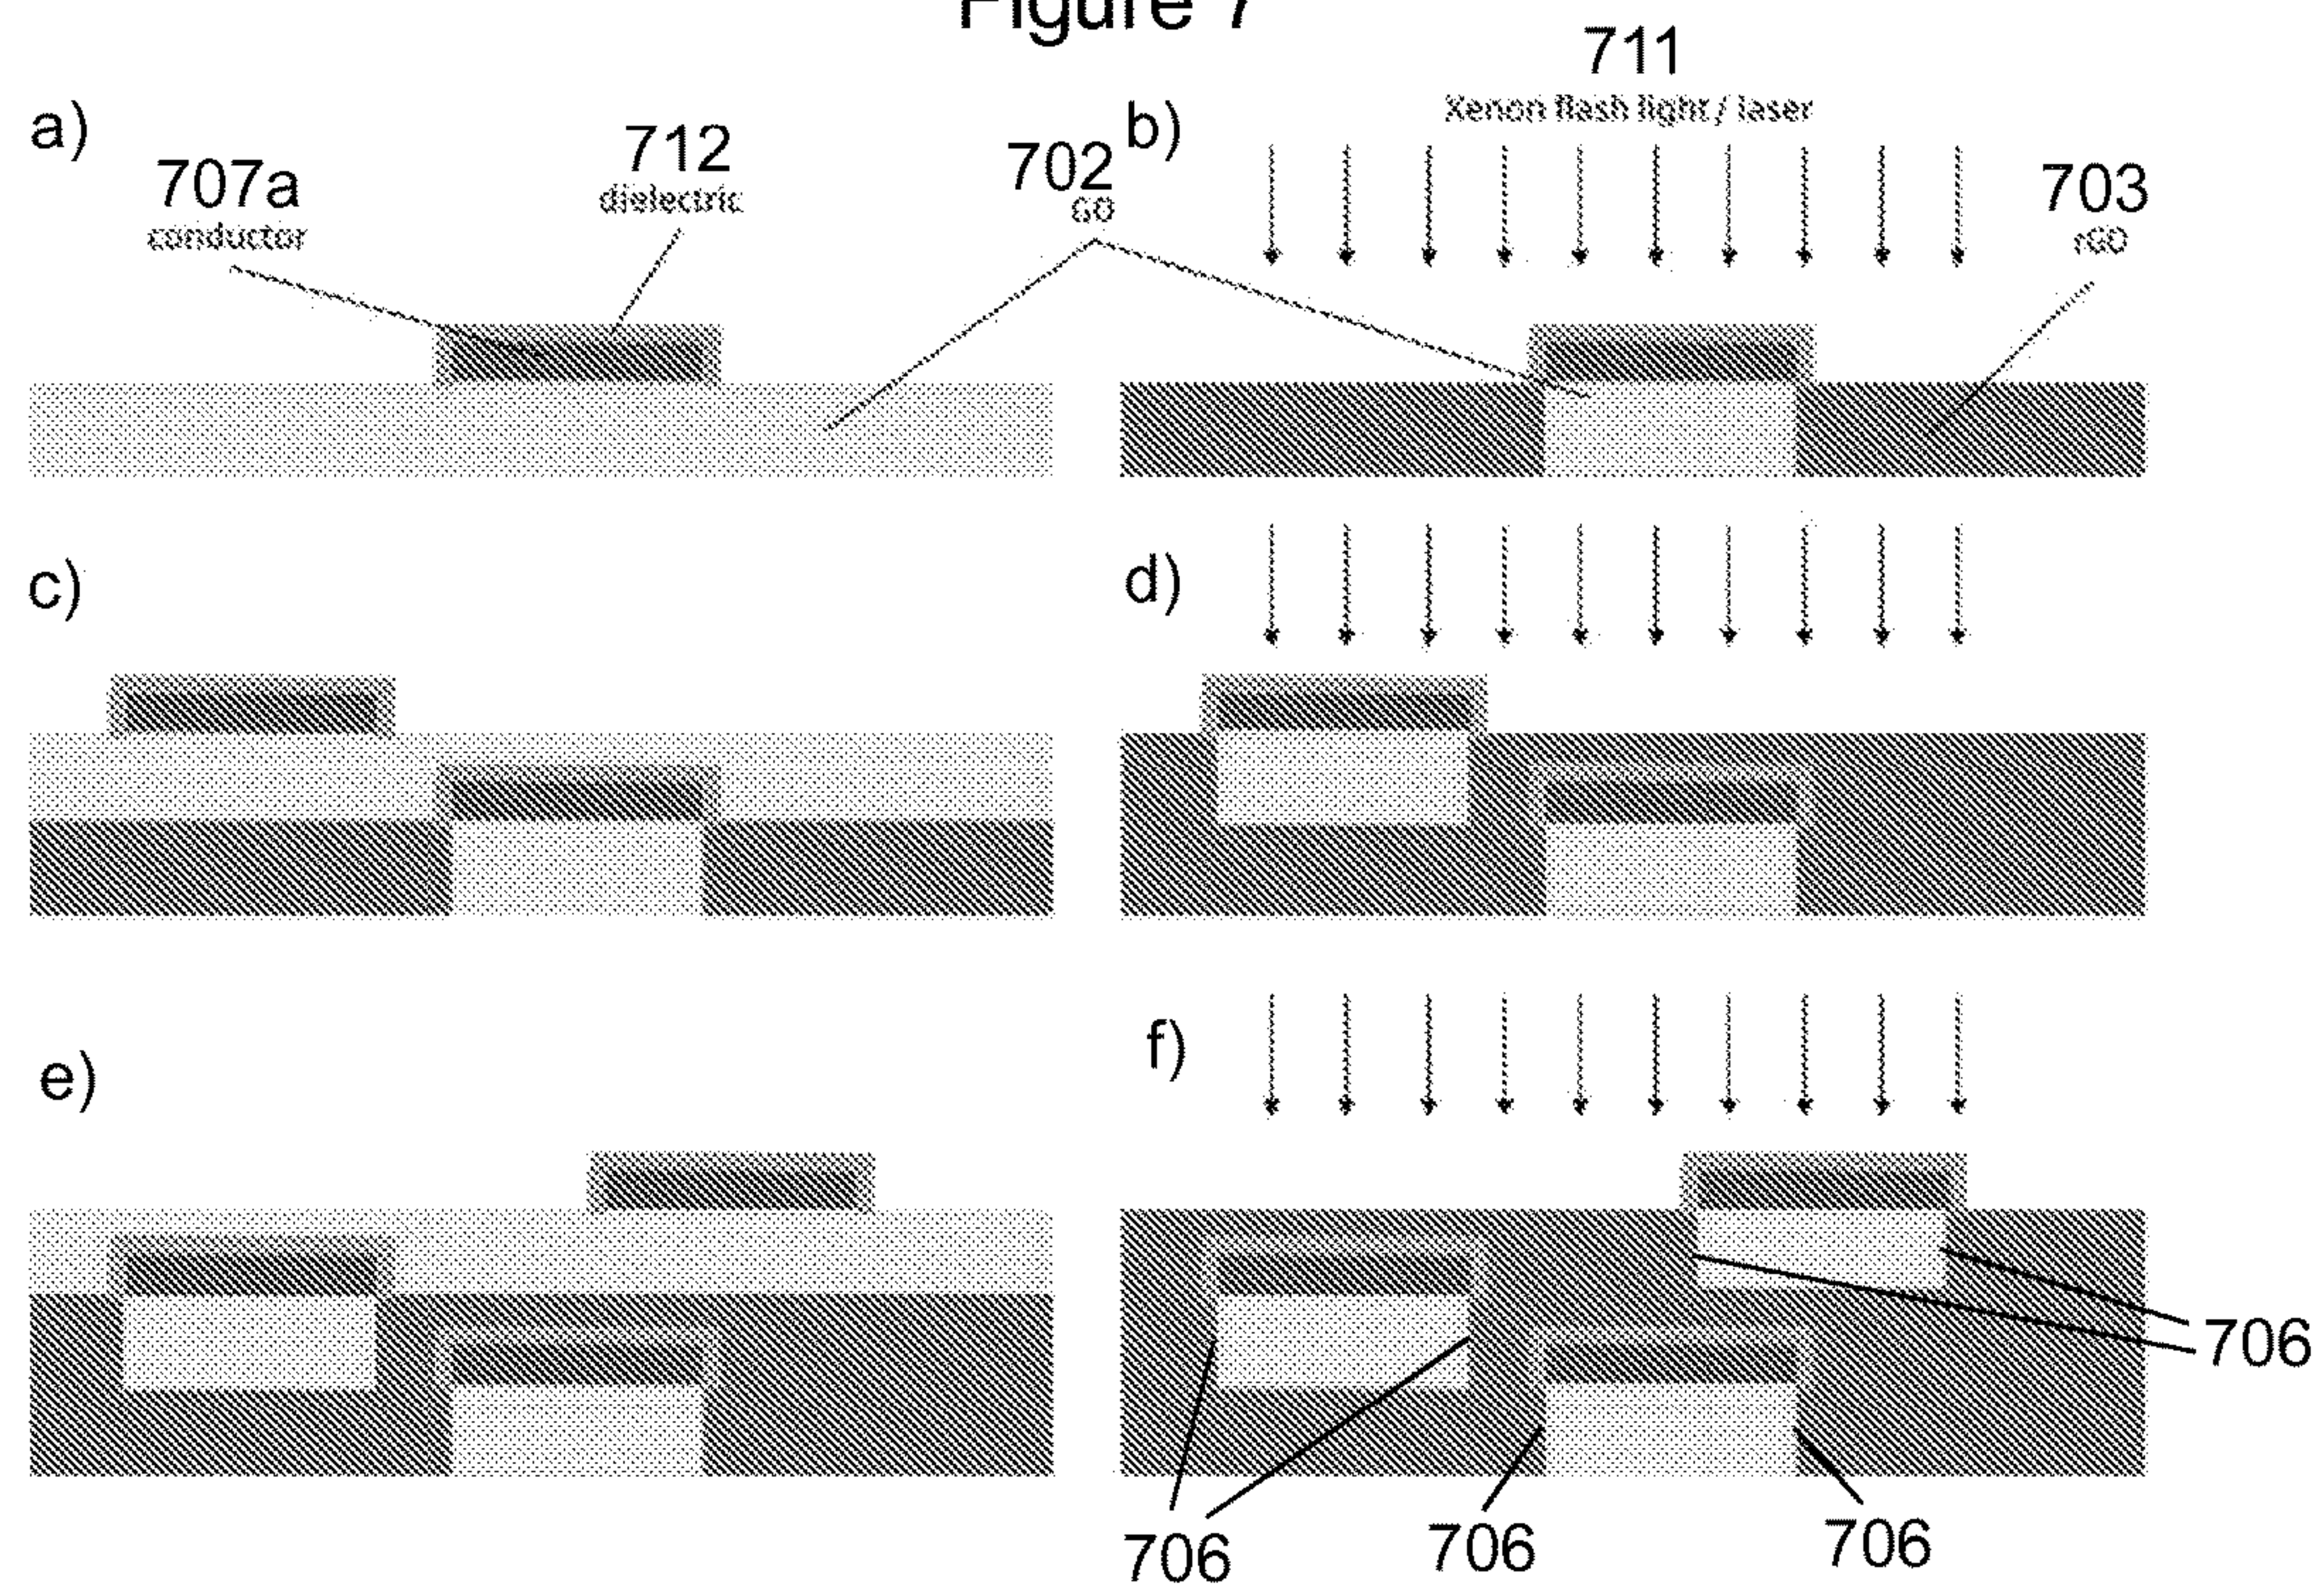 Figure 7
a)
707a
conductor
712
dielectric
702
GO
b)
711
Xenon flash light / laser
703
rGO
c)
d)
e)
f)
706
706
706
706